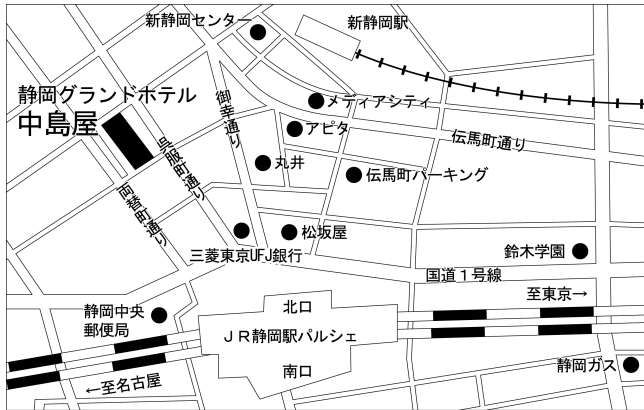 新静岡センター
新静岡駅
静岡グランドホテル
中島屋
御幸通り
メディアシティ
アピタ
伝馬町通り
呉服町通り
丸井
伝馬町パーキング
両替町通り
松坂屋
三菱東京UFJ銀行
鈴木学園
国道１号線
至東京→
静岡中央
郵便局
北口
ＪＲ静岡駅パルシェ
南口
静岡ガス
←至名古屋